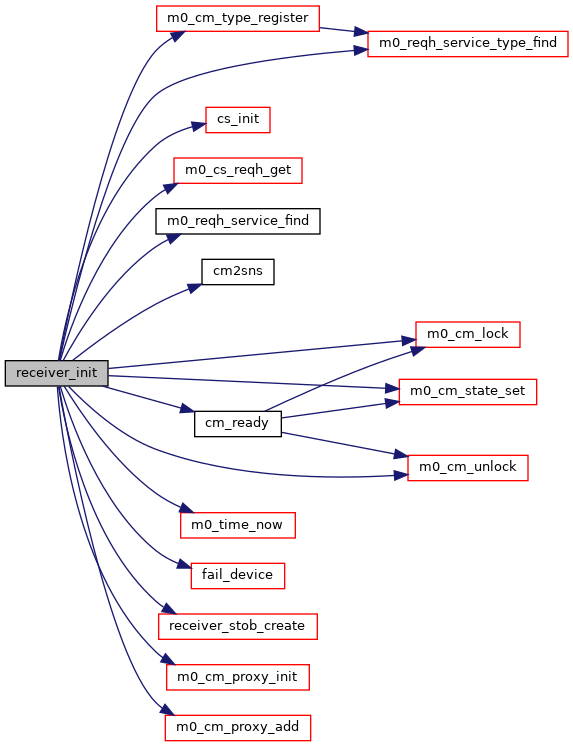 m0_cm_type_register
m0_reqh_service_type_find
cs_init
m0_cs_reqh_get
m0_reqh_service_find
cm2sns
m0_cm_lock
receiver_init
m0_cm_state_set
cm_ready
m0_cm_unlock
m0_time_now
fail_device
receiver_stob_create
m0_cm_proxy_init
m0_cm_proxy_add